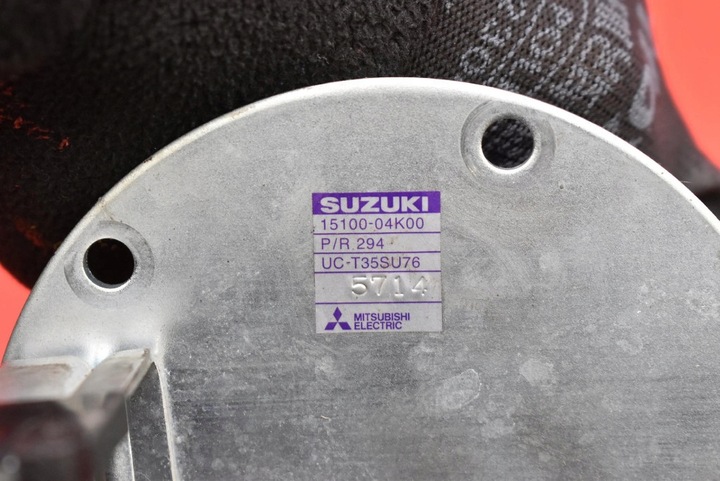 SUZUKI
15100-04K00
P/R 294
UC-T35SU76
5714
MITSUBISHI
ELECTRIC